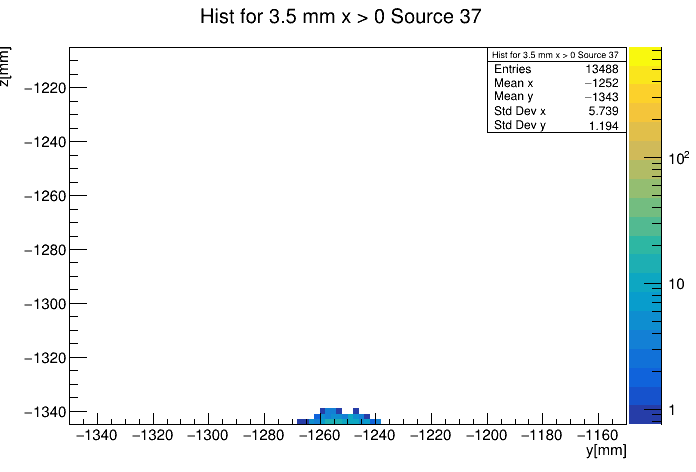 Hist for 3.5 mm x > 0 Source 37
z[mm]
Hist for 3.5 mm x > 0 Source 37
Entries 13488
Mean x −1252
Mean y −1343
Std Dev x 5.739
Std Dev y 1.194
−1220
−1240
−1260
−1280
−1300
−1320
−1340
10²
10
1
−1340 −1320 −1300 −1280 −1260 −1240 −1220 −1200 −1180 −1160
y[mm]